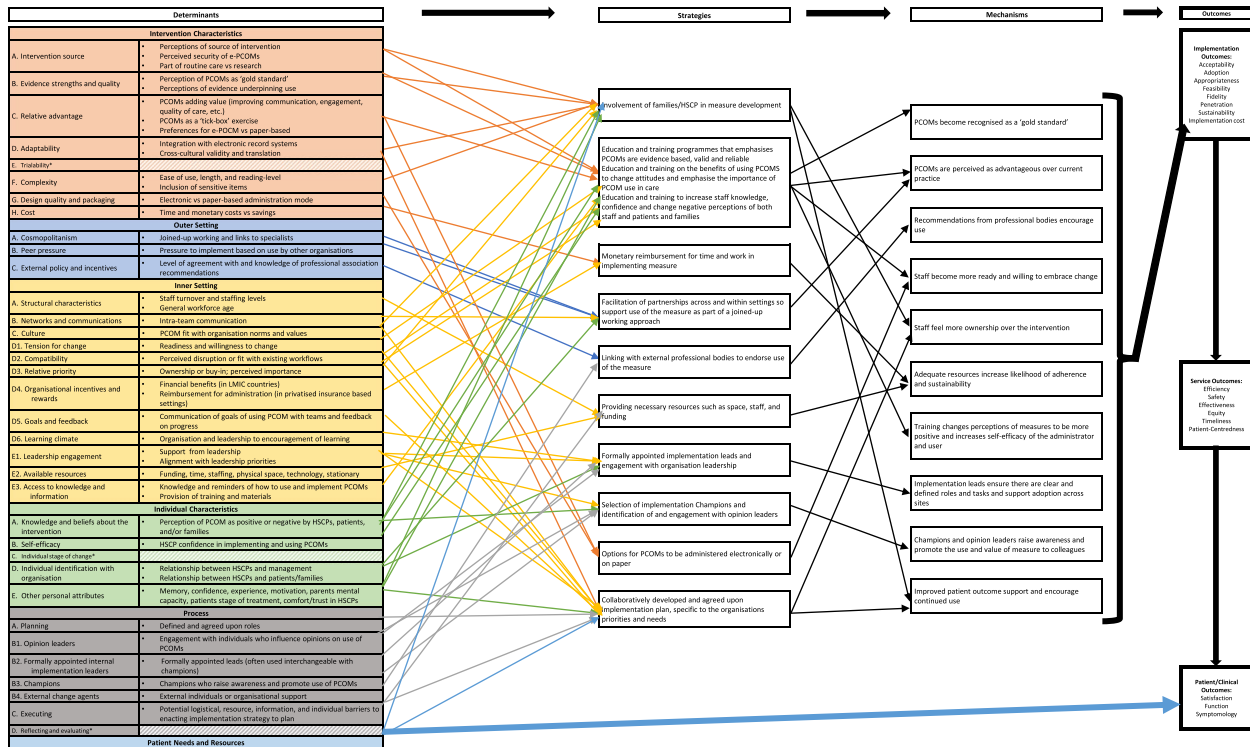 Determinants
Strategies
Mechanisms
Outcomes
Intervention Characteristics
A. Intervention source
• Perceptions of source of intervention
• Perceived security of e-PCOMs
• Part of routine care vs research
B. Evidence strengths and quality
• Perception of PCOMs as ‘gold standard’
• Perceptions of evidence underpinning use
C. Relative advantage
• PCOMs adding value (improving communication, engagement,
quality of care, etc.)
• PCOMs as a ‘tick-box’ exercise
• Preferences for e-POCM vs paper-based
D. Adaptability
• Integration with electronic record systems
• Cross-cultural validity and translation
E. Trialability*
F. Complexity
• Ease of use, length, and reading-level
• Inclusion of sensitive items
G. Design quality and packaging
• Electronic vs paper-based administration mode
H. Cost
• Time and monetary costs vs savings
Outer Setting
A. Cosmopolitanism
• Joined-up working and links to specialists
B. Peer pressure
• Pressure to implement based on use by other organisations
C. External policy and incentives
• Level of agreement with and knowledge of professional association
recommendations
Inner Setting
A. Structural characteristics
• Staff turnover and staffing levels
• General workforce age
B. Networks and communications
• Intra-team communication
C. Culture
• PCOM fit with organisation norms and values
D1. Tension for change
• Readiness and willingness to change
D2. Compatibility
• Perceived disruption or fit with existing workflows
D3. Relative priority
• Ownership or buy-in; perceived importance
D4. Organisational incentives and
rewards
• Financial benefits (in LMIC countries)
• Reimbursement for administration (in privatised insurance based
settings)
D5. Goals and feedback
• Communication of goals of using PCOM with teams and feedback
on progress
D6. Learning climate
• Organisation and leadership to encouragement of learning
E1. Leadership engagement
• Support from leadership
• Alignment with leadership priorities
E2. Available resources
• Funding, time, staffing, physical space, technology, stationary
E3. Access to knowledge and
information
• Knowledge and reminders of how to use and implement PCOMs
• Provision of training and materials
Individual Characteristics
A. Knowledge and beliefs about the
intervention
• Perception of PCOM as positive or negative by HSCPs, patients,
and/or families
B. Self-efficacy
• HSCP confidence in implementing and using PCOMs
C. Individual stage of change*
D. Individual identification with
organisation
• Relationship between HSCPs and management
• Relationship between HSCPs and patients/families
E. Other personal attributes
• Memory, confidence, experience, motivation, parents mental
capacity, patients stage of treatment, comfort/trust in HSCPs
Process
A. Planning
• Defined and agreed upon roles
B1. Opinion leaders
• Engagement with individuals who influence opinions on use of
PCOMs
B2. Formally appointed internal
implementation leaders
• Formally appointed leads (often used interchangeable with
champions)
B3. Champions
• Champions who raise awareness and promote use of PCOMs
B4. External change agents
• External individuals or organisational support
C. Executing
• Potential logistical, resource, information, and individual barriers to
enacting implementation strategy to plan
D. Reflecting and evaluating*
Patient Needs and Resources
Involvement of families/HSCP in measure development
Education and training programmes that emphasises
PCOMs are evidence based, valid and reliable
Education and training on the benefits of using PCOMS
to change attitudes and emphasise the importance of
PCOM use in care
Education and training to increase staff knowledge,
confidence and change negative perceptions of both
staff and patients and families
Monetary reimbursement for time and work in
implementing measure
Facilitation of partnerships across and within settings so
support use of the measure as part of a joined-up
working approach
Linking with external professional bodies to endorse use
of the measure
Providing necessary resources such as space, staff, and
funding
Formally appointed implementation leads and
engagement with organisation leadership
Selection of implementation Champions and
identification of and engagement with opinion leaders
Options for PCOMs to be administered electronically or
on paper
Collaboratively developed and agreed upon
implementation plan, specific to the organisations
priorities and needs
PCOMs become recognised as a ‘gold standard’
PCOMs are perceived as advantageous over current
practice
Recommendations from professional bodies encourage
use
Staff become more ready and willing to embrace change
Staff feel more ownership over the intervention
Adequate resources increase likelihood of adherence
and sustainability
Training changes perceptions of measures to be more
positive and increases self-efficacy of the administrator
and user
Implementation leads ensure there are clear and
defined roles and tasks and support adoption across
sites
Champions and opinion leaders raise awareness and
promote the use and value of measure to colleagues
Improved patient outcome support and encourage
continued use
Implementation
Outcomes:
Acceptability
Adoption
Appropriateness
Feasibility
Fidelity
Penetration
Sustainability
Implementation cost
Service Outcomes:
Efficiency
Safety
Effectiveness
Equity
Timeliness
Patient-Centredness
Patient/Clinical
Outcomes:
Satisfaction
Function
Symptomology